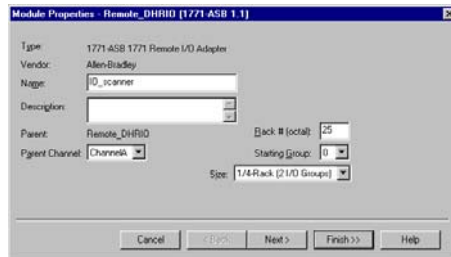 Module Properties - Remote_DHRIO (1771-ASB 1.1)
Type: 1771-ASB 1771 Remote I/O Adapter
Vendor: Allen-Bradley
Name: IO_scanner
Description:
Parent: Remote_DHRIO
Rack # (octal): 25
Parent Channel: ChannelA
Starting Group: 0
Size: 1/4-Rack (2 I/O Groups)
Cancel < Back Next > Finish >> Help